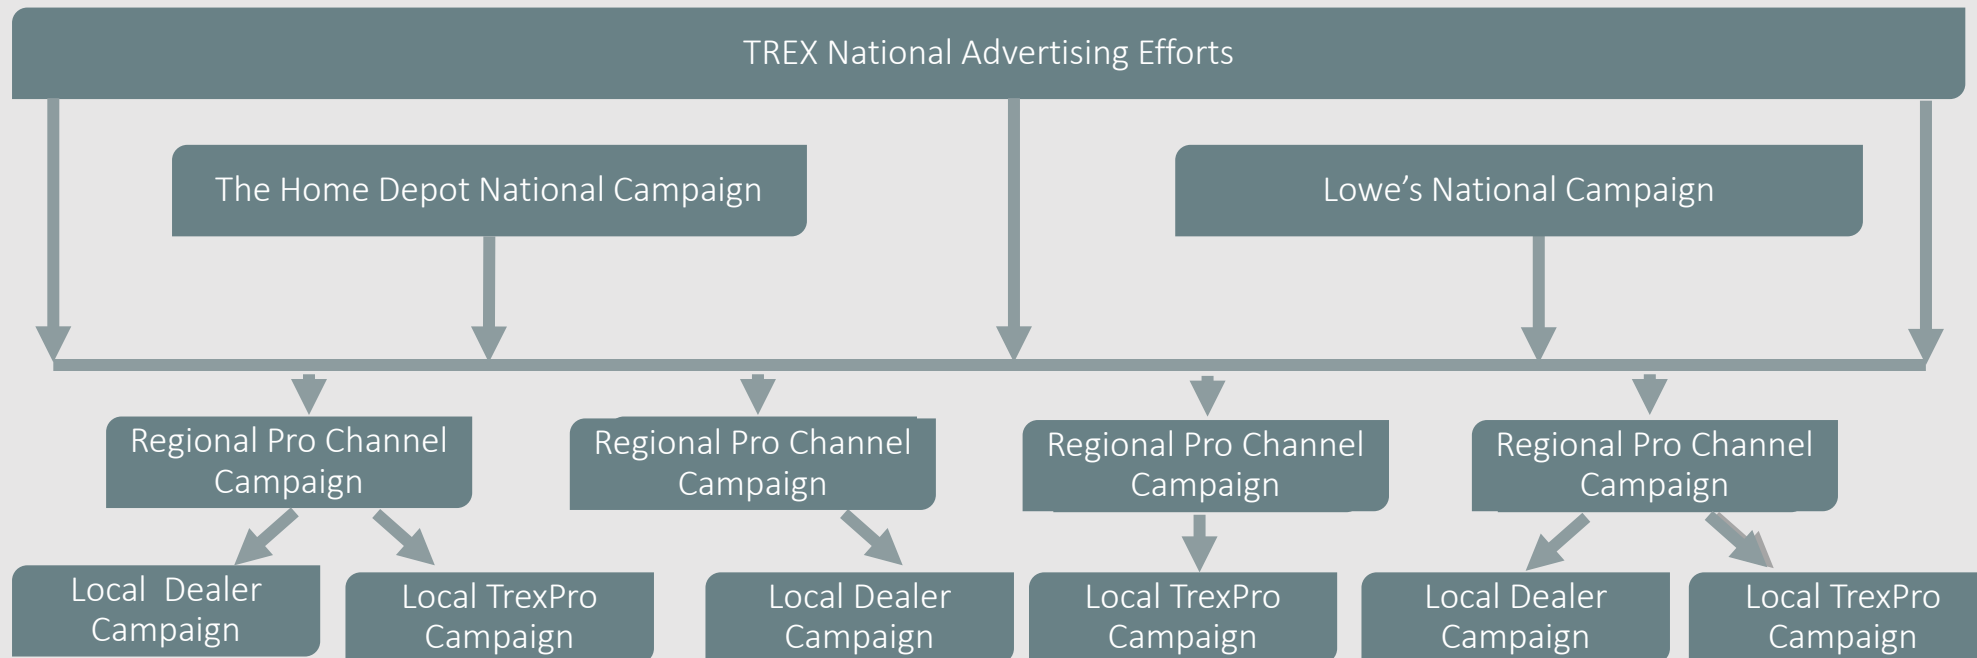 TREX National Advertising Efforts
The Home Depot National Campaign
Lowe’s National Campaign
Regional Pro Channel
Campaign
Regional Pro Channel
Campaign
Regional Pro Channel
Campaign
Regional Pro Channel
Campaign
Local  Dealer
Campaign
Local TrexPro
Campaign
Local Dealer
Campaign
Local TrexPro
Campaign
Local Dealer
Campaign
Local TrexPro
Campaign